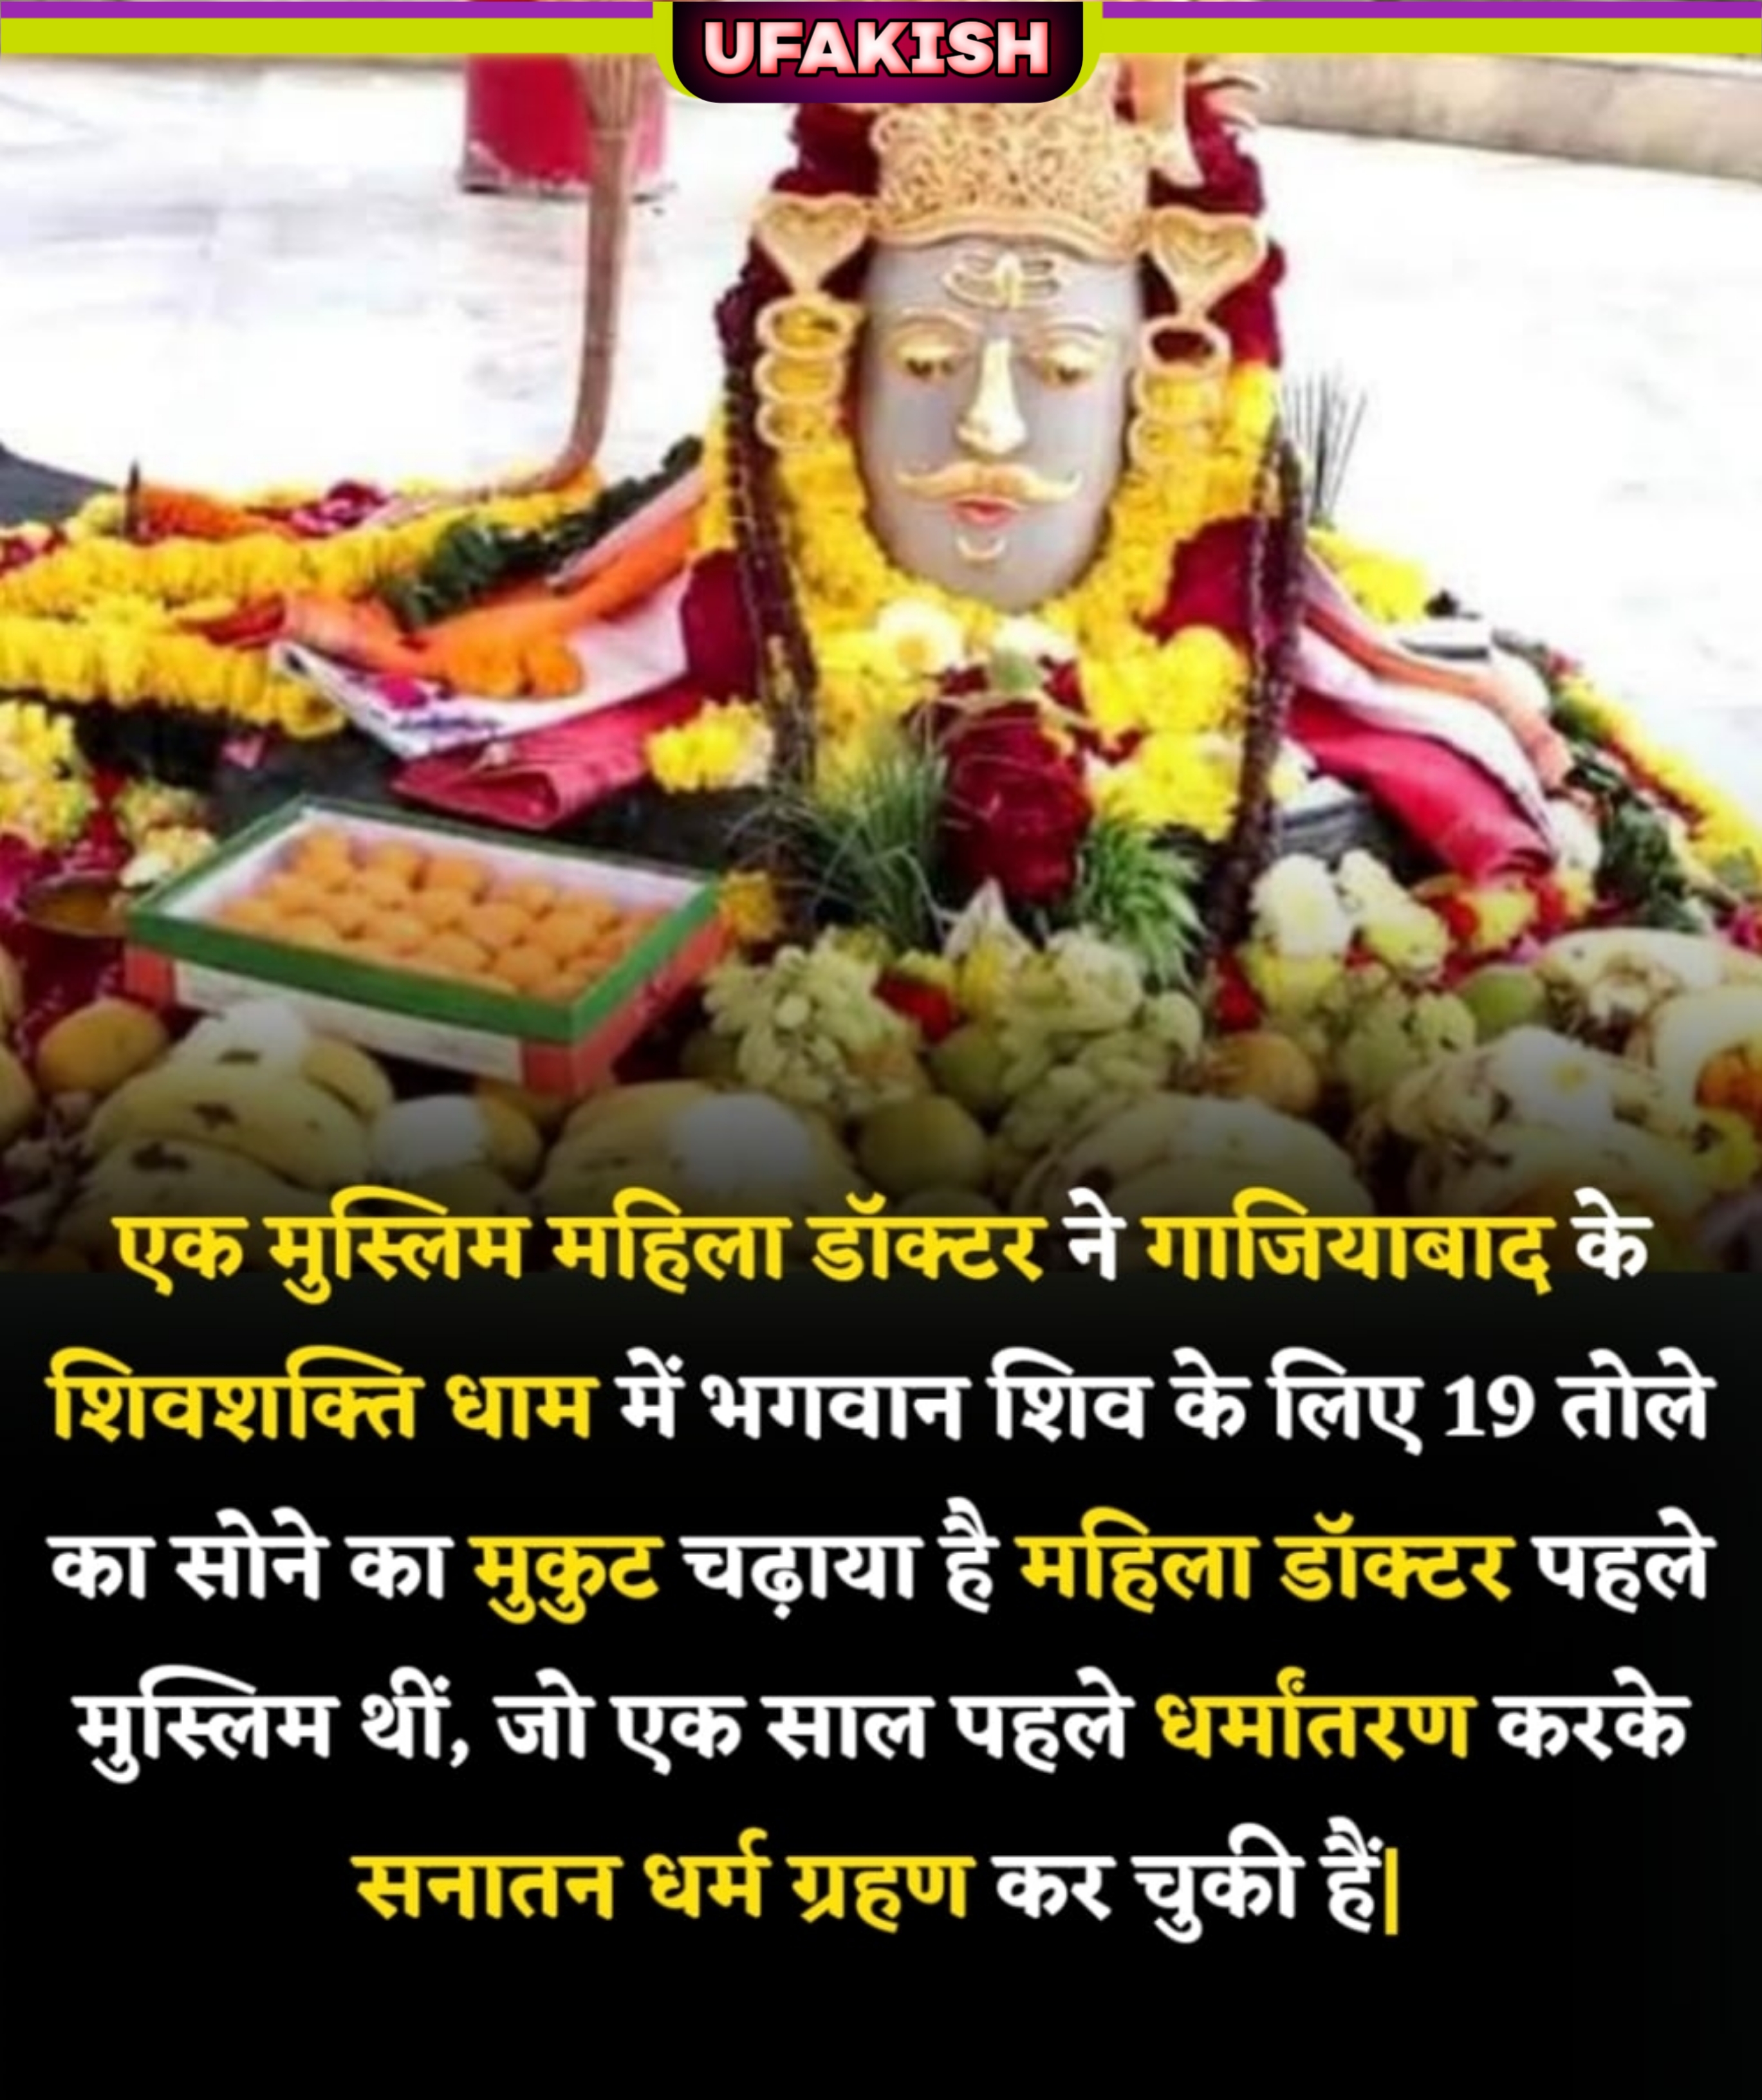 UFAKISH
एक मुस्लिम महिला डॉक्टर ने गाजियाबाद के
शिवशक्ति धाम में भगवान शिव के लिए 19 तोले
का सोने का मुकुट चढ़ाया है महिला डॉक्टर पहले
मुस्लिम थीं, जो एक साल पहले धर्मांतरण करके
सनातन धर्म ग्रहण कर चुकी हैं|